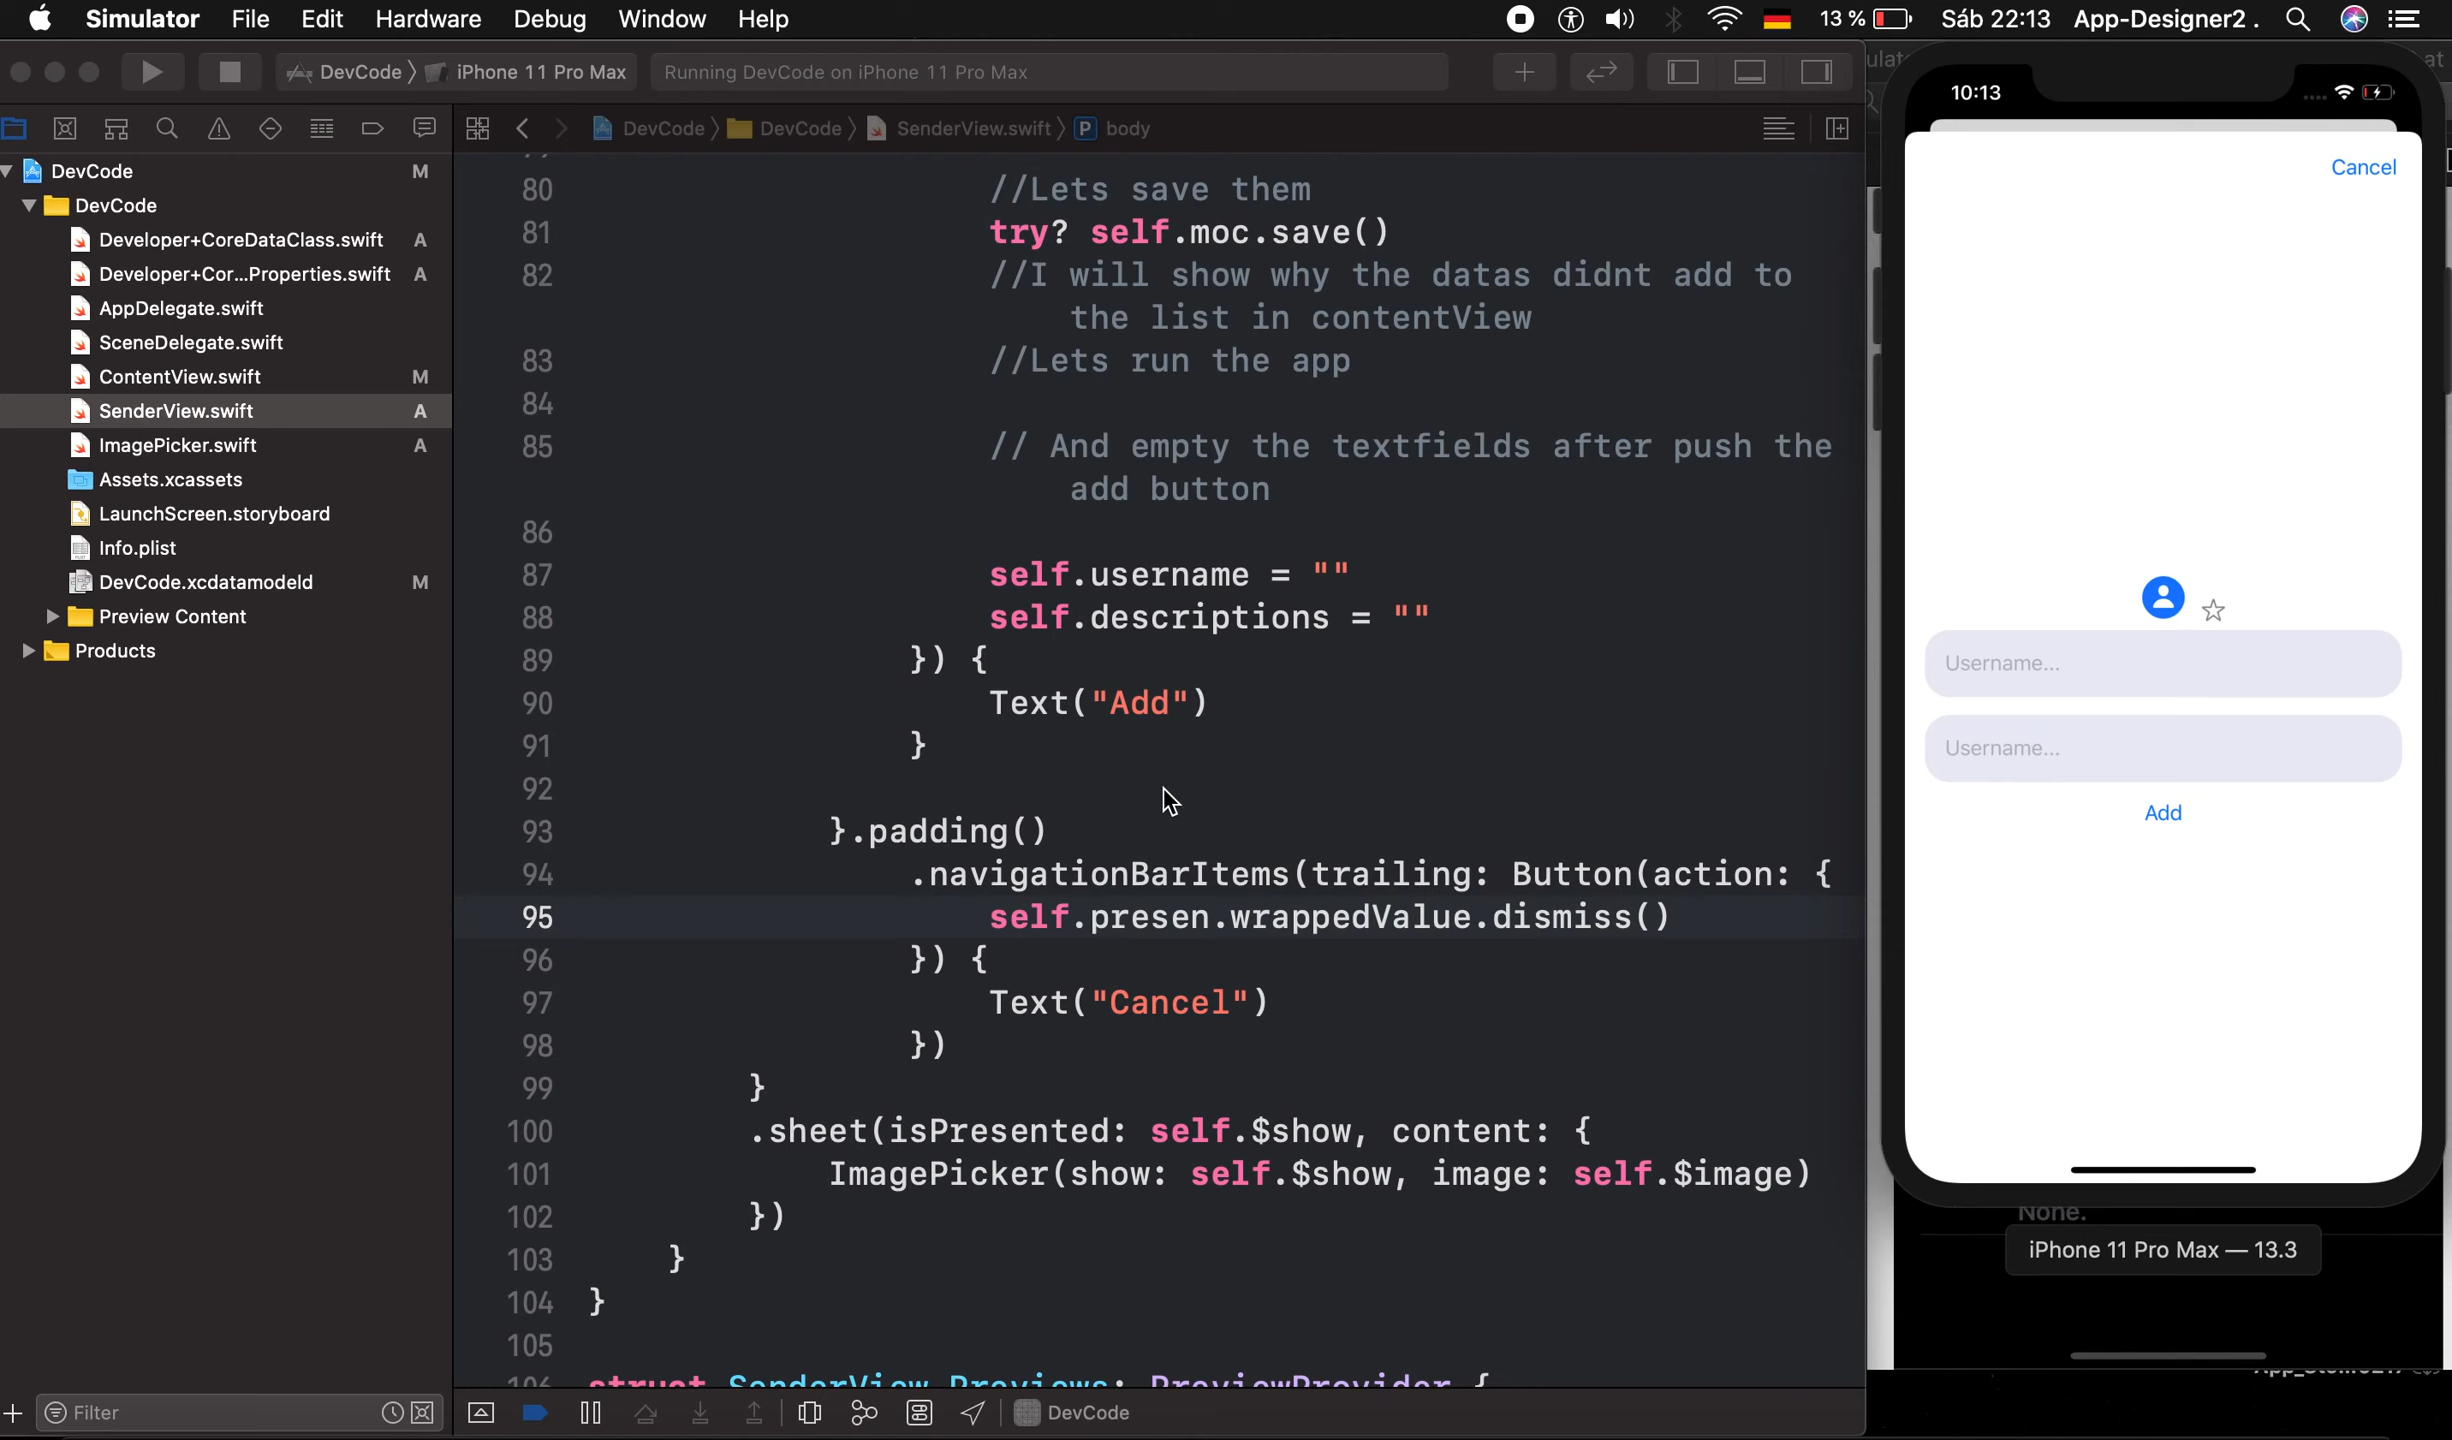 Simulator File Edit Hardware Debug Window Help 13 % Sáb 22:13 App-Designer2 .
DevCode iPhone 11 Pro Max Running DevCode on iPhone 11 Pro Max
DevCode DevCode SenderView.swift P body
DevCode M
DevCode
Developer+CoreDataClass.swift A
Developer+Cor...Properties.swift A
AppDelegate.swift
SceneDelegate.swift
ContentView.swift M
SenderView.swift A
ImagePicker.swift A
Assets.xcassets
LaunchScreen.storyboard
Info.plist
DevCode.xcdatamodeld M
Preview Content
Products
Filter
80 //Lets save them
81 try? self.moc.save()
82 //I will show why the datas didnt add to
the list in contentView
83 //Lets run the app
84
85 // And empty the textfields after push the
add button
86
87 self.username = ""
88 self.descriptions = ""
89 }) {
90 Text("Add")
91 }
92
93 }.padding()
94 .navigationBarItems(trailing: Button(action: {
95 self.presen.wrappedValue.dismiss()
96 }) {
97 Text("Cancel")
98 })
99 }
100 .sheet(isPresented: self.$show, content: {
101 ImagePicker(show: self.$show, image: self.$image)
102 })
103 }
104 }
105
106 struct SenderView_Previews: PreviewProvider {
DevCode
10:13
Cancel
Username...
Username...
Add
None.
iPhone 11 Pro Max — 13.3